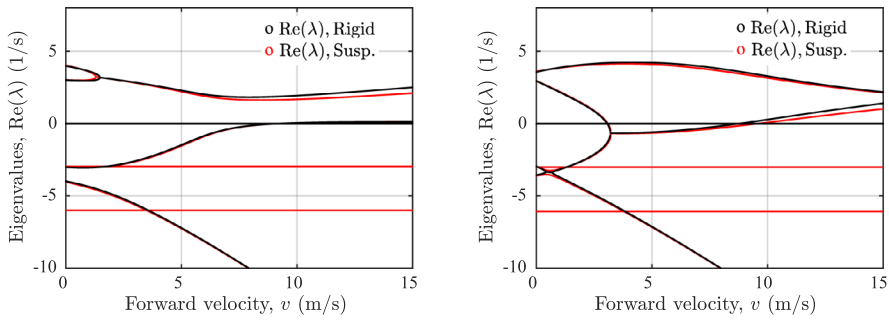 Re(λ), Rigid
Re(λ), Susp.
5
0
-5
-10
0
5
10
15
Eigenvalues, Re(λ) (1/s)
Forward velocity, v (m/s)
Re(λ), Rigid
Re(λ), Susp.
5
0
-5
-10
0
5
10
15
Eigenvalues, Re(λ) (1/s)
Forward velocity, v (m/s)